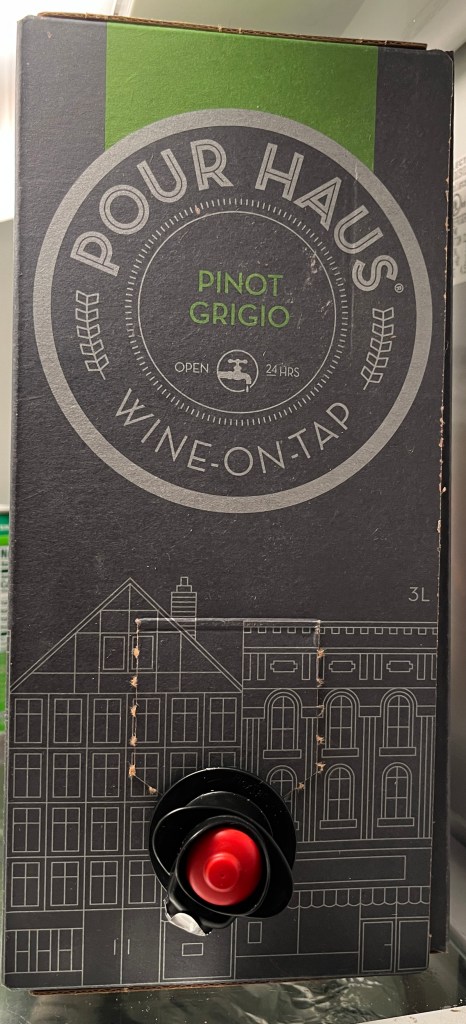 POUR HAUS®
PINOT
GRIGIO
OPEN 24 HRS
WINE-ON-TAP
3L